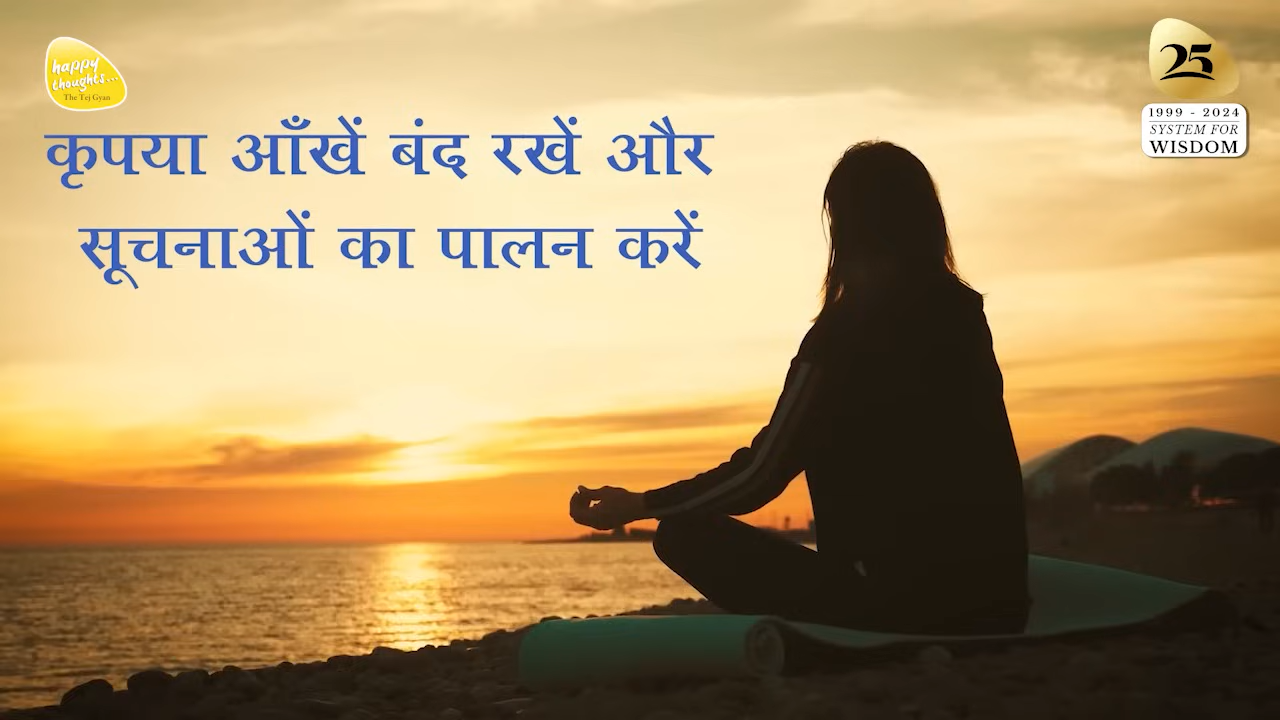 happy
thoughts...
The Tej Gyan
25
1999 - 2024
SYSTEM FOR
WISDOM
कृपया आँखें बंद रखें और
सूचनाओं का पालन करें